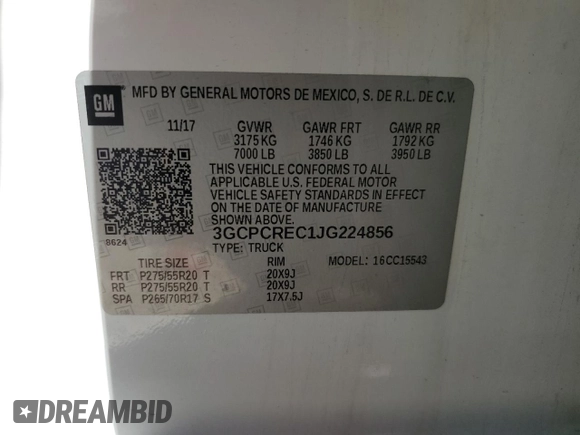 GM
MFD BY GENERAL MOTORS DE MEXICO, S. DE R.L. DE C.V.
11/17 GVWR GAWR FRT GAWR RR
3175 KG 1746 KG 1792 KG
7000 LB 3850 LB 3950 LB
THIS VEHICLE CONFORMS TO ALL
APPLICABLE U.S. FEDERAL MOTOR
VEHICLE SAFETY STANDARDS IN EFFECT
ON THE DATE OF MANUFACTURE
SHOWN ABOVE.
8624 3GCPCREC1JG224856
TYPE: TRUCK
TIRE SIZE RIM MODEL: 16CC15543
FRT P275/55R20 T 20X9J
RR P275/55R20 T 20X9J
SPA P265/70R17 S 17X7.5J
DREAMBID